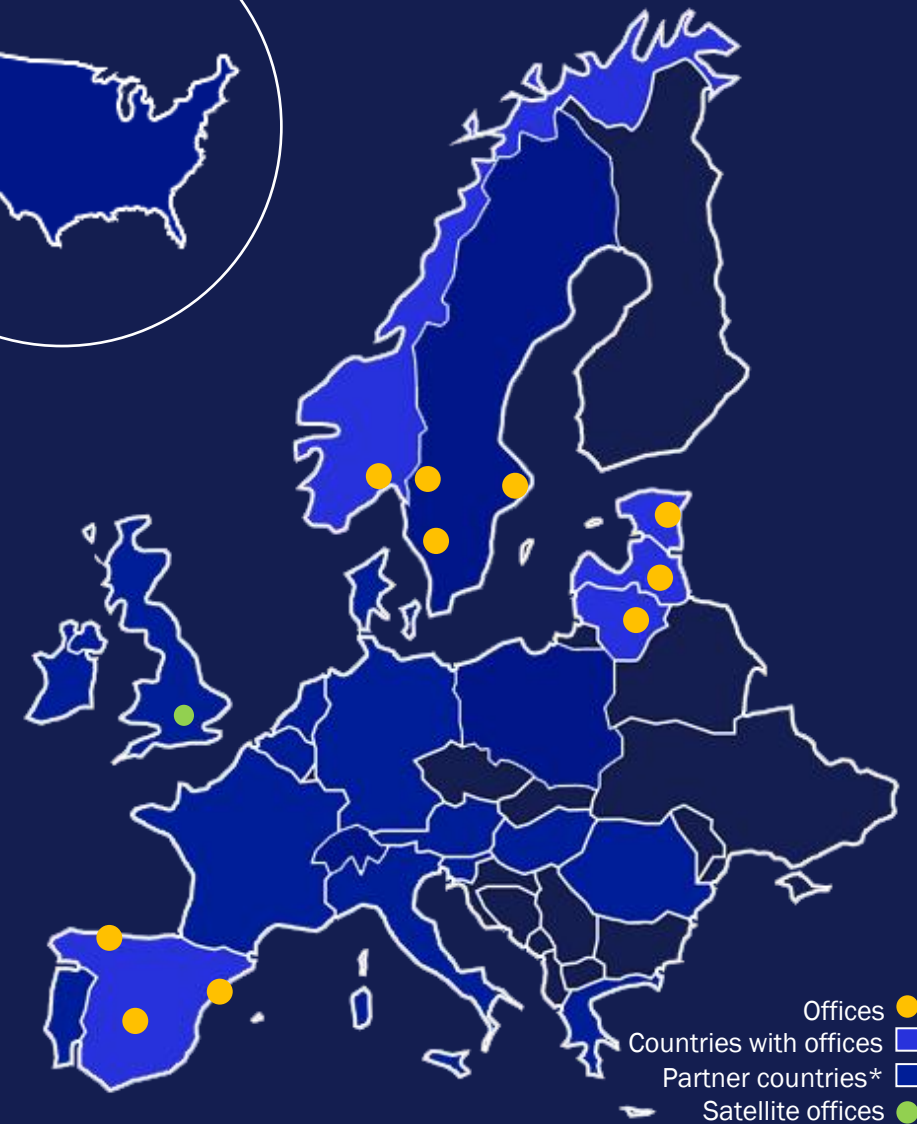 Offices
Countries with offices
Partner countries*
Satellite offices